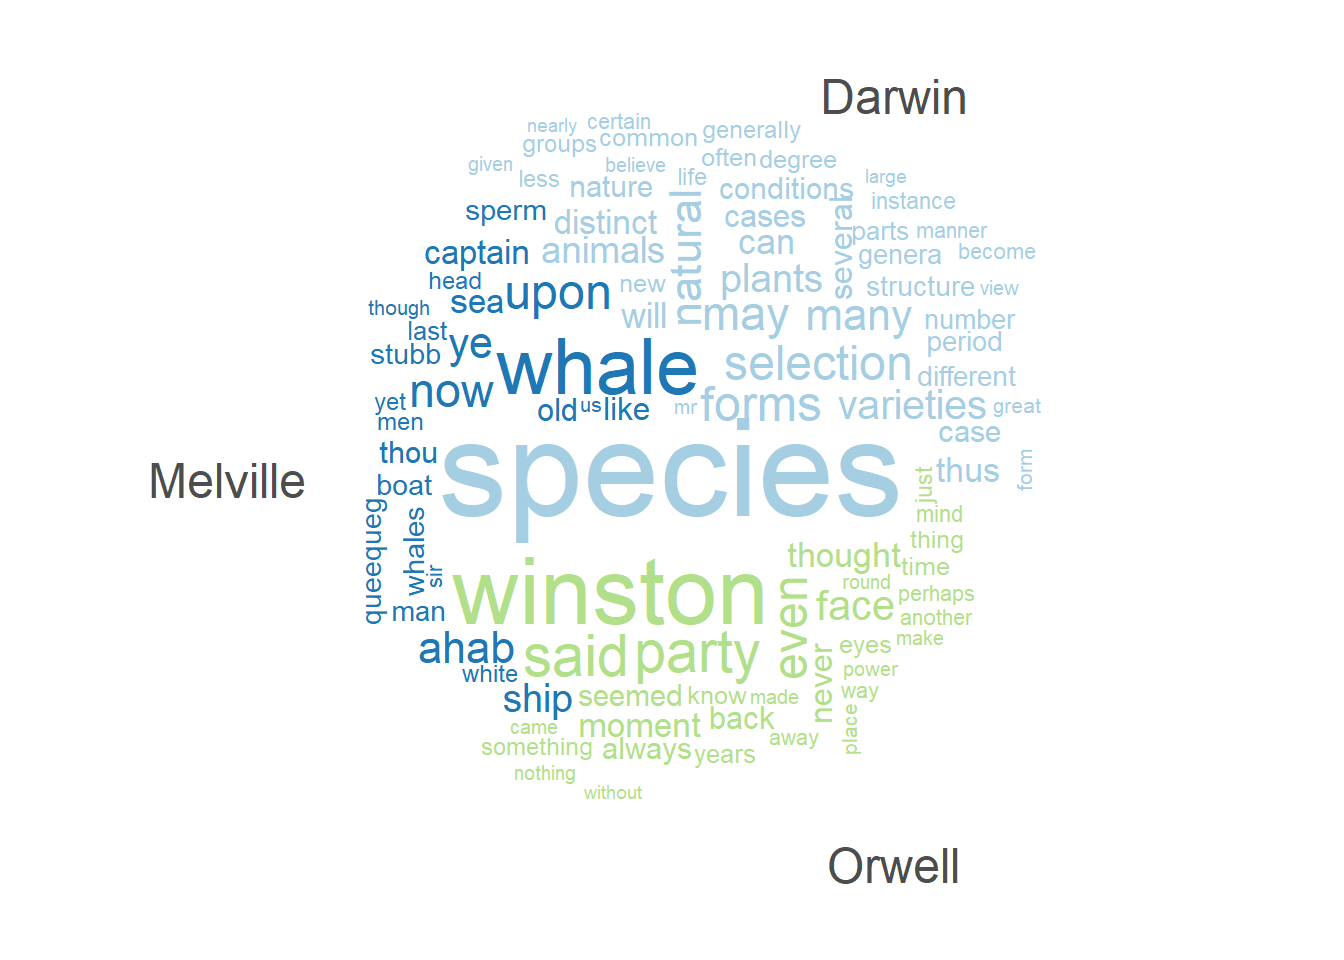 Darwin
nearly certain generally
groups common
given believe often degree
less nature life conditions large
sperm distinct natural cases several instance
captain animals can parts manner
head new plants genera become
though sea upon will structure view
last ye may many number
stubb whale selection period
yet now different
men old us like mr forms varieties great
thou species case
Melville boat just thus form
queequeg whales mind
sir winston thought thing
man round time
ahab said party even face perhaps
white another
ship seemed know made never eyes make
came moment back power
something always years away way
nothing place
without
Orwell